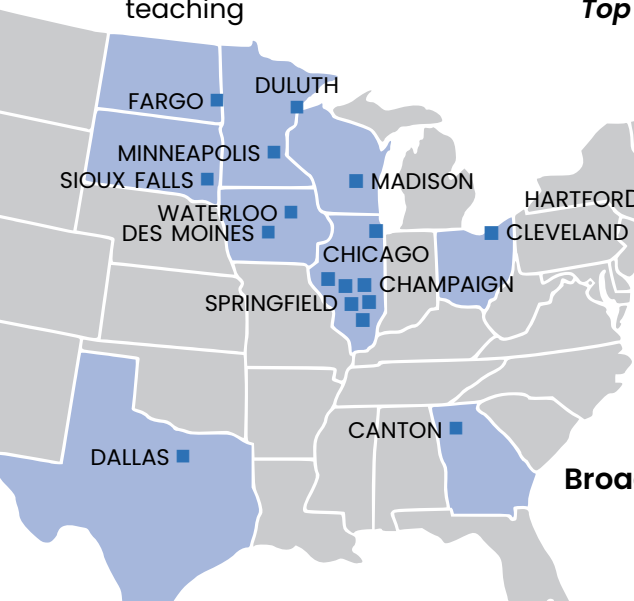 teaching
Top
DULUTH
FARGO
MINNEAPOLIS
SIOUX FALLS
MADISON
HARTFORD
WATERLOO
DES MOINES
CLEVELAND
CHICAGO
CHAMPAIGN
SPRINGFIELD
CANTON
DALLAS
Broa